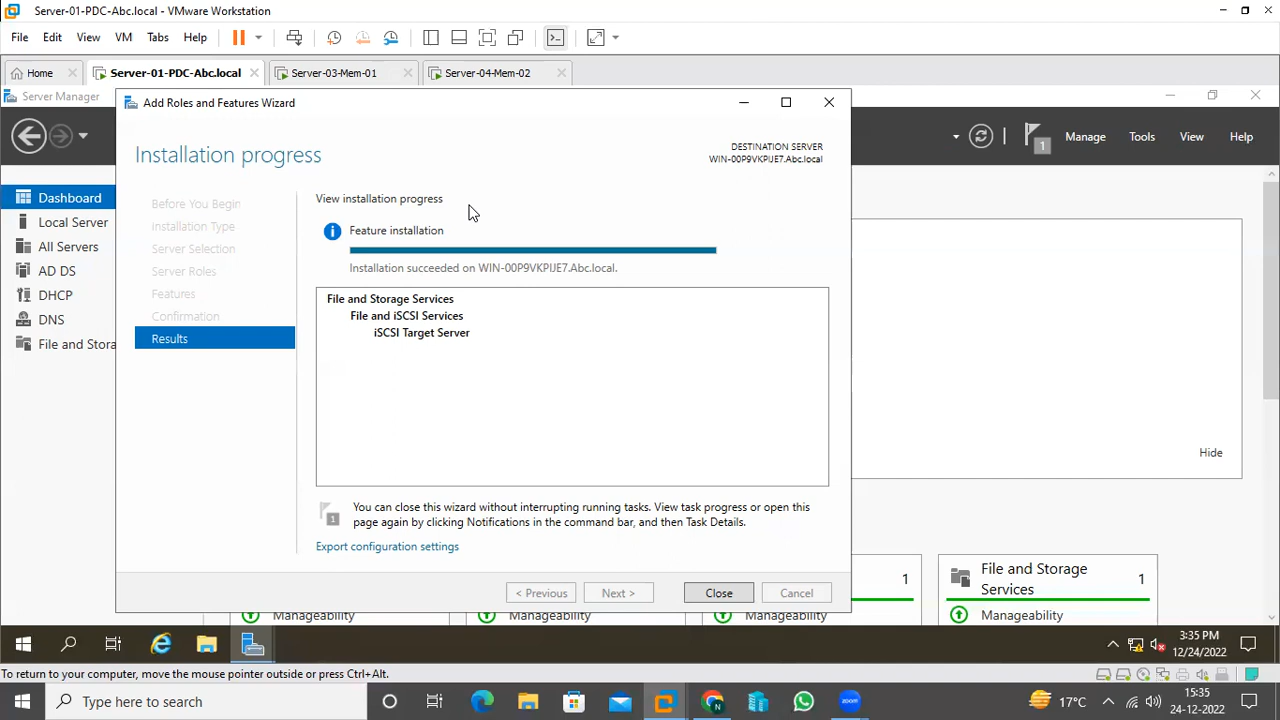 Server-01-PDC-Abc.local - VMware Workstation
File Edit View VM Tabs Help
Home Server-01-PDC-Abc.local Server-03-Mem-01 Server-04-Mem-02
Server Manager
Add Roles and Features Wizard
Manage Tools View Help
1
Installation progress
DESTINATION SERVER
WIN-00P9VKPIJE7.Abc.local
Dashboard
Local Server
All Servers
AD DS
DHCP
DNS
File and Stora
Before You Begin
Installation Type
Server Selection
Server Roles
Features
Confirmation
Results
View installation progress
Feature installation
Installation succeeded on WIN-00P9VKPIJE7.Abc.local.
File and Storage Services
File and iSCSI Services
iSCSI Target Server
1
You can close this wizard without interrupting running tasks. View task progress or open this
page again by clicking Notifications in the command bar, and then Task Details.
Export configuration settings
< Previous Next > Close Cancel
Hide
1
File and Storage
Services
1
Manageability Manageability Manageability Manageability
3:35 PM
12/24/2022
To return to your computer, move the mouse pointer outside or press Ctrl+Alt.
Type here to search
17°C
15:35
24-12-2022